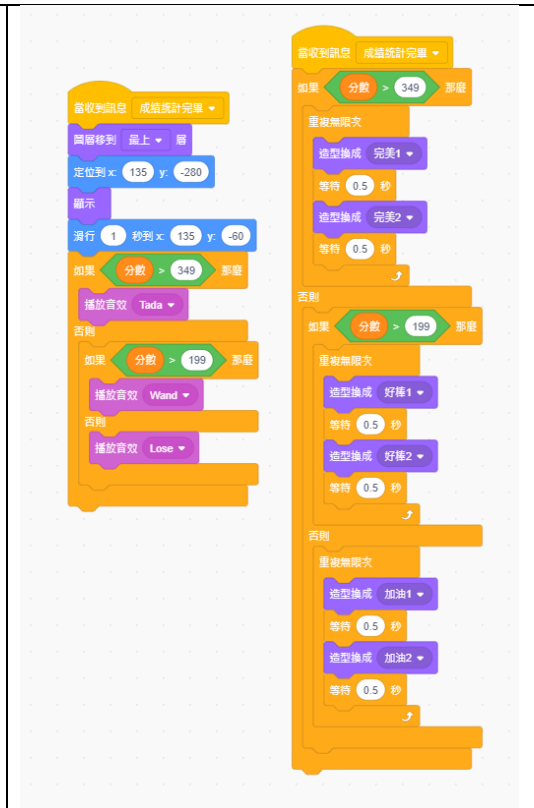 當收到訊息 成績統計完畢
圖層移到 最上 層
定位到 x: 135 y: -280
顯示
滑行 1 秒到 x: 135 y: -60
如果 分數 > 349 那麼
播放音效 Tada
否則
如果 分數 > 199 那麼
播放音效 Wand
否則
播放音效 Lose
當收到訊息 成績統計完畢
如果 分數 > 349 那麼
重複無限次
造型換成 完美1
等待 0.5 秒
造型換成 完美2
等待 0.5 秒
否則
如果 分數 > 199 那麼
重複無限次
造型換成 好棒1
等待 0.5 秒
造型換成 好棒2
等待 0.5 秒
否則
重複無限次
造型換成 加油1
等待 0.5 秒
造型換成 加油2
等待 0.5 秒